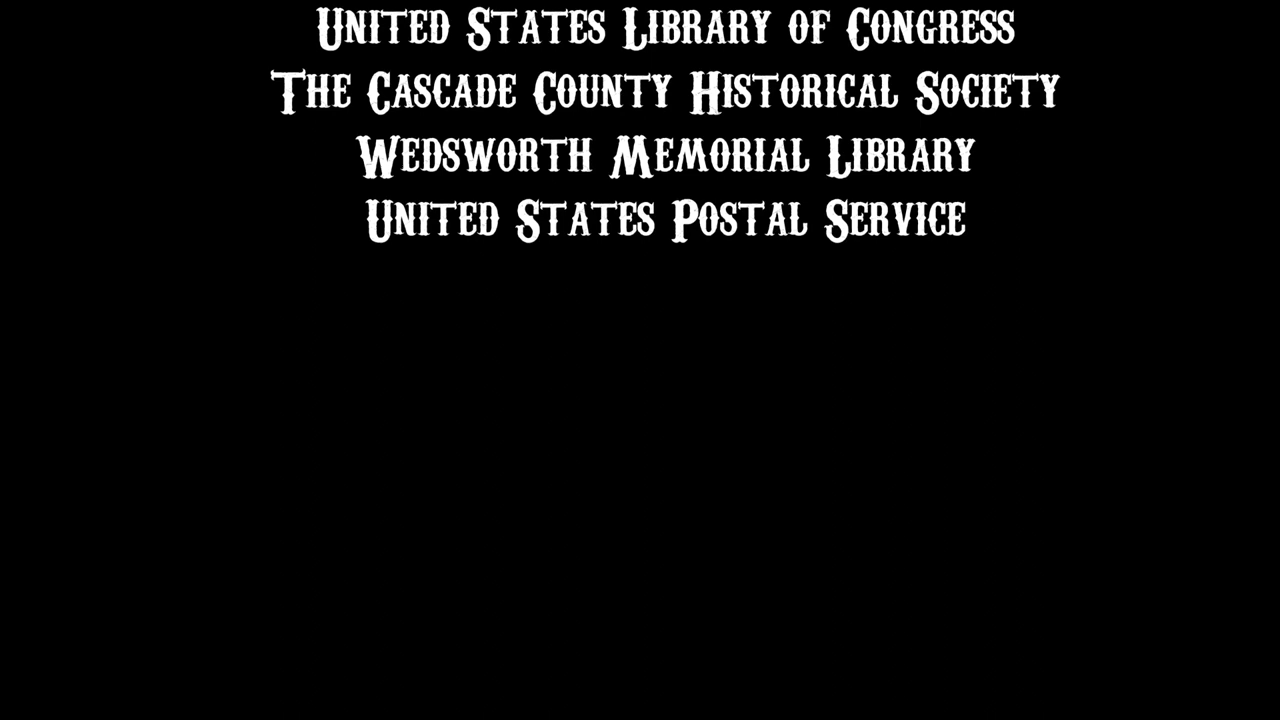 United States Library of Congress
The Cascade County Historical Society
Wedsworth Memorial Library
United States Postal Service